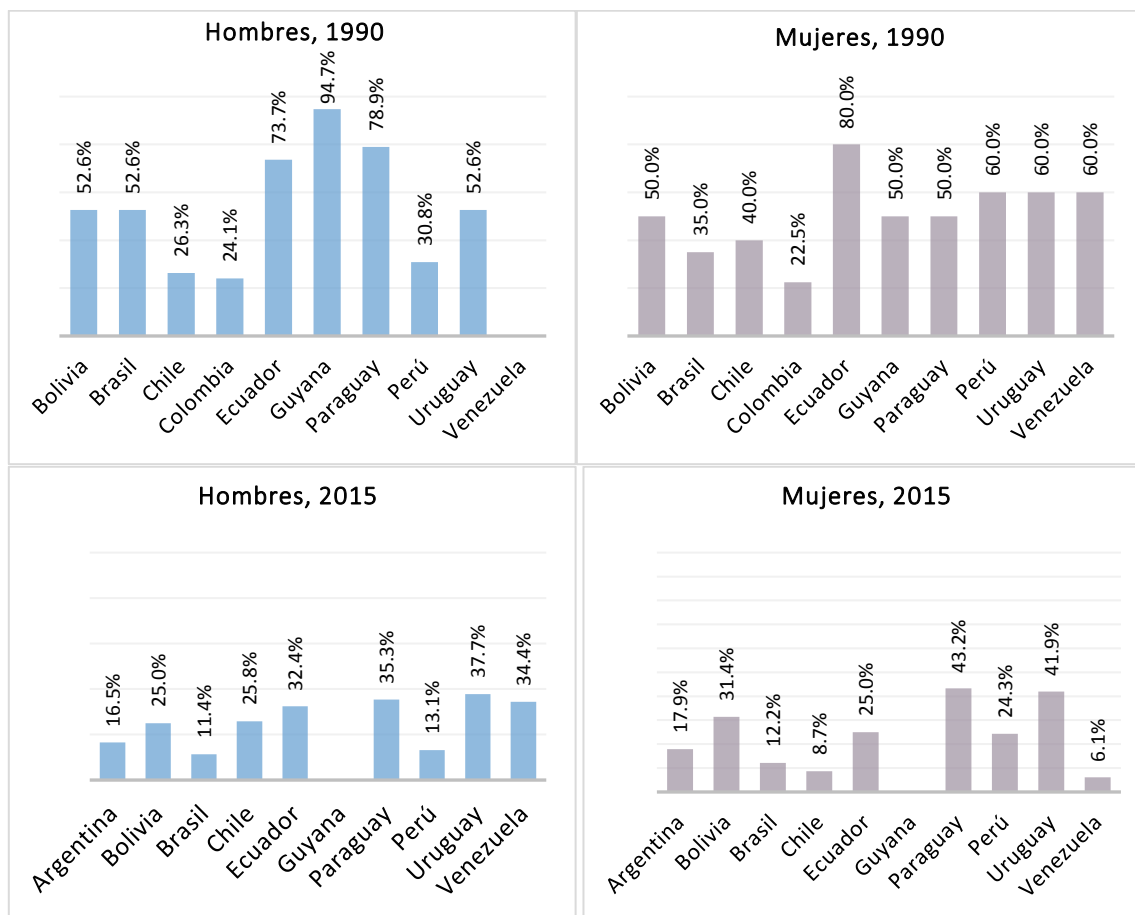 Hombres, 1990
52.6%
52.6%
26.3%
24.1%
73.7%
94.7%
78.9%
30.8%
52.6%
Bolivia
Brasil
Chile
Colombia
Ecuador
Guyana
Paraguay
Perú
Uruguay
Venezuela
Mujeres, 1990
50.0%
35.0%
40.0%
22.5%
80.0%
50.0%
50.0%
60.0%
60.0%
60.0%
Bolivia
Brasil
Chile
Colombia
Ecuador
Guyana
Paraguay
Perú
Uruguay
Venezuela
Hombres, 2015
16.5%
25.0%
11.4%
25.8%
32.4%
35.3%
13.1%
37.7%
34.4%
Argentina
Bolivia
Brasil
Chile
Ecuador
Guyana
Paraguay
Perú
Uruguay
Venezuela
Mujeres, 2015
17.9%
31.4%
12.2%
8.7%
25.0%
43.2%
24.3%
41.9%
6.1%
Argentina
Bolivia
Brasil
Chile
Ecuador
Guyana
Paraguay
Perú
Uruguay
Venezuela